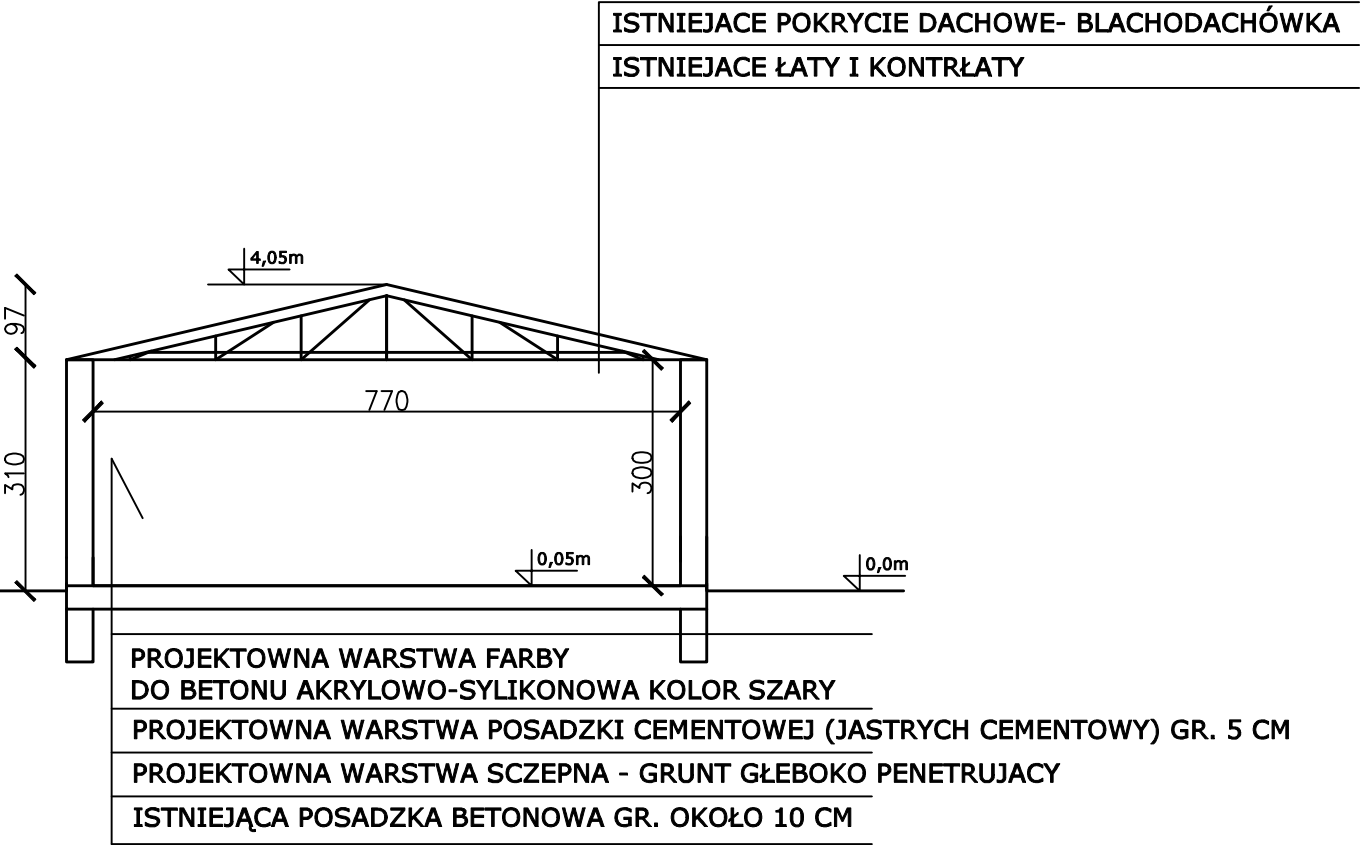 ISTNIEJACE POKRYCIE DACHOWE- BLACHODACHÓWKA
ISTNIEJACE ŁATY I KONTRŁATY
4,05m
97
770
310
300
0,05m
0,0m
PROJEKTOWNA WARSTWA FARBY
DO BETONU AKRYLOWO-SYLIKONOWA KOLOR SZARY
PROJEKTOWNA WARSTWA POSADZKI CEMENTOWEJ (JASTRYCH CEMENTOWY) GR. 5 CM
PROJEKTOWNA WARSTWA SCZEPNA - GRUNT GŁEBOKO PENETRUJACY
ISTNIEJĄCA POSADZKA BETONOWA GR. OKOŁO 10 CM